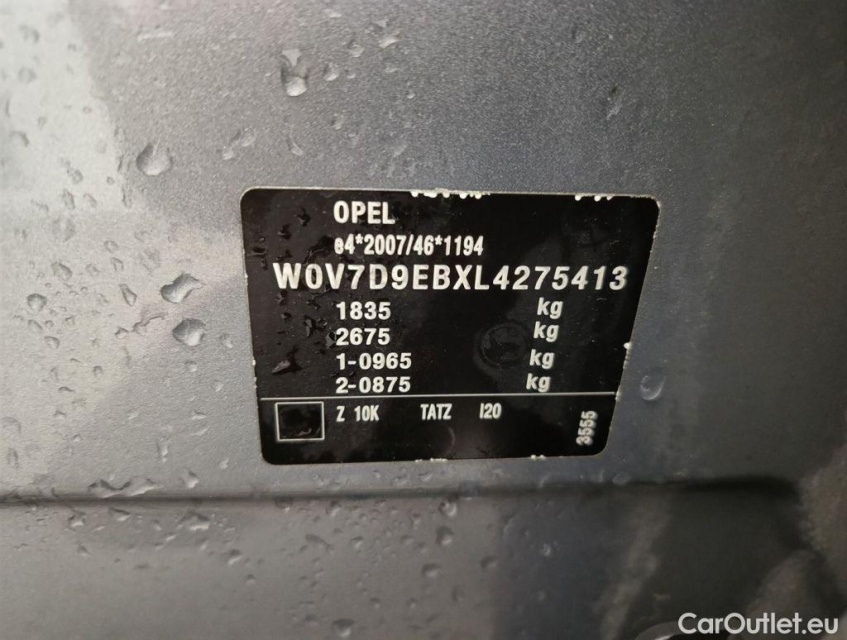 OPEL
e4*2007/46*1194
W0V7D9EBXL4275413
1835 kg
2675 kg
1-0965 kg
2-0875 kg
Z 10K TATZ I20
3555
CarOutlet.eu